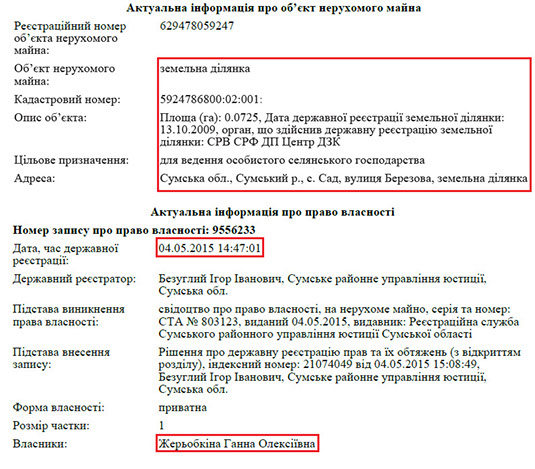 Актуальна інформація про об’єкт нерухомого майна
Реєстраційний номер об’єкта нерухомого майна: 629478059247
Об’єкт нерухомого майна: земельна ділянка
Кадастровий номер: 5924786800:02:001:
Опис об’єкта: Площа (га): 0.0725, Дата державної реєстрації земельної ділянки: 13.10.2009, орган, що здійснив державну реєстрацію земельної ділянки: СРВ СРФ ДП Центр ДЗК
Цільове призначення: для ведення особистого селянського господарства
Адреса: Сумська обл., Сумський р., с. Сад, вулиця Березова, земельна ділянка
Актуальна інформація про право власності
Номер запису про право власності: 9556233
Дата, час державної реєстрації: 04.05.2015 14:47:01
Державний реєстратор: Безуглий Ігор Іванович, Сумське районне управління юстиції, Сумська обл.
Підстава виникнення права власності: свідоцтво про право власності, на нерухоме майно, серія та номер: СТА № 803123, виданий 04.05.2015, видавник: Реєстраційна служба Сумського районного управління юстиції Сумської області
Підстава внесення запису: Рішення про державну реєстрацію прав та їх обтяжень (з відкриттям розділу), індексний номер: 21074049 від 04.05.2015 15:08:49, Безуглий Ігор Іванович, Сумське районне управління юстиції, Сумська обл.
Форма власності: приватна
Розмір частки: 1
Власники: Жерьобкіна Ганна Олексіївна